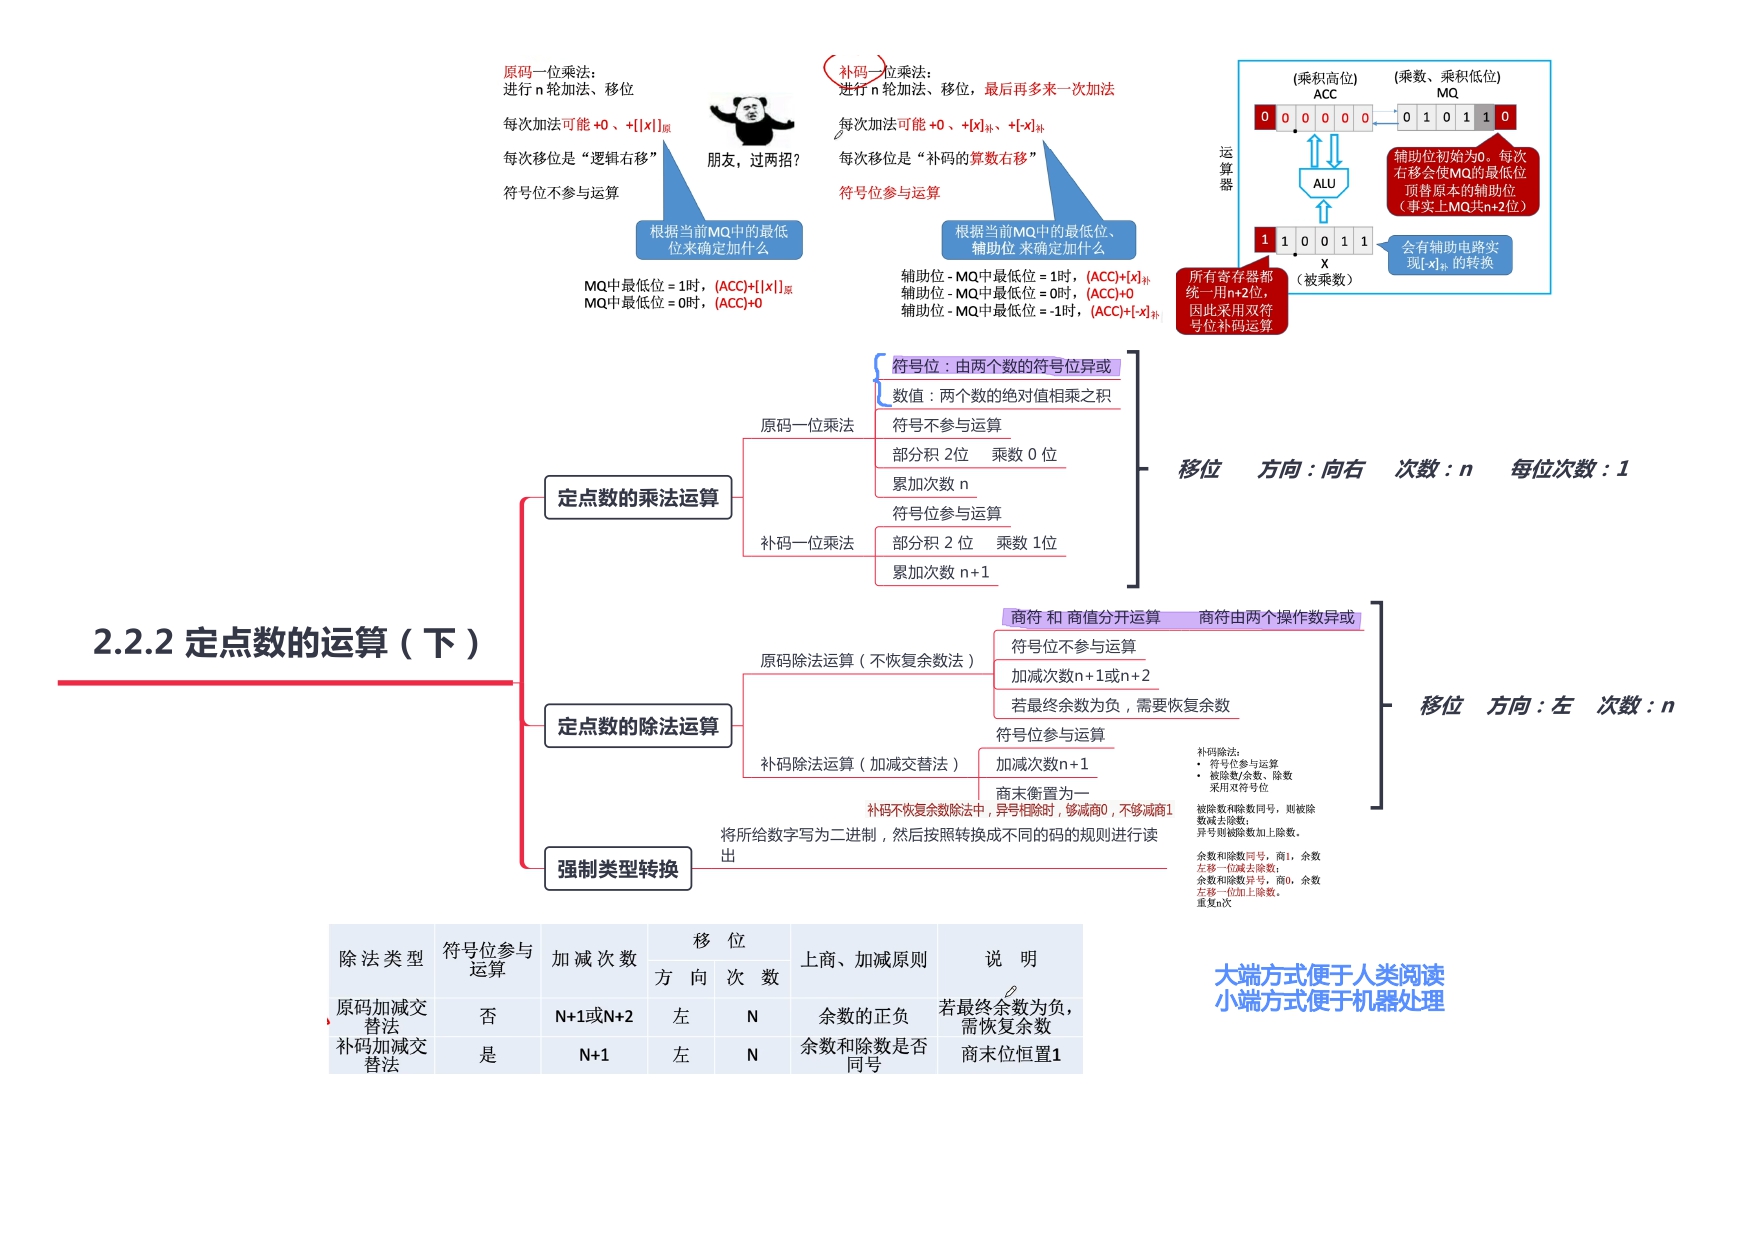 原码一位乘法：
进行 n 轮加法、移位
每次加法可能 +0 、+[|x|]原
每次移位是“逻辑右移”
符号位不参与运算
朋友，过两招?
根据当前MQ中的最低
位来确定加什么
MQ中最低位 = 1时，(ACC)+[|x|]原
MQ中最低位 = 0时，(ACC)+0
补码一位乘法：
进行 n 轮加法、移位，最后再多来一次加法
每次加法可能 +0 、+[x]补、+[-x]补
每次移位是“补码的算数右移”
符号位参与运算
根据当前MQ中的最低位、
辅助位 来确定加什么
辅助位 - MQ中最低位 = 1时，(ACC)+[x]补
辅助位 - MQ中最低位 = 0时，(ACC)+0
辅助位 - MQ中最低位 = -1时，(ACC)+[-x]补
运算器
(乘积高位)
ACC
(乘数、乘积低位)
MQ
0 0 0 0 0 0
0 1 0 1 1 0
ALU
辅助位初始为0。每次
右移会使MQ的最低位
顶替原本的辅助位
（事实上MQ共n+2位）
1 1 0 0 1 1
X
（被乘数）
会有辅助电路实
现[-x]补 的转换
所有寄存器都
统一用n+2位，
因此采用双符
号位补码运算
2.2.2 定点数的运算（下）
定点数的乘法运算
原码一位乘法
符号位：由两个数的符号位异或
数值：两个数的绝对值相乘之积
符号不参与运算
部分积 2位 乘数 0 位
累加次数 n
补码一位乘法
符号位参与运算
部分积 2 位 乘数 1位
累加次数 n+1
移位 方向：向右 次数：n 每位次数：1
定点数的除法运算
原码除法运算（不恢复余数法）
商符 和 商值分开运算 商符由两个操作数异或
符号位不参与运算
加减次数n+1或n+2
若最终余数为负，需要恢复余数
补码除法运算（加减交替法）
符号位参与运算
加减次数n+1
商末衡置为一
补码不恢复余数除法中，异号相除时，够减商0，不够减商1
移位 方向：左 次数：n
补码除法：
• 符号位参与运算
• 被除数/余数、除数
采用双符号位
被除数和除数同号，则被除
数减去除数；
异号则被除数加上除数。
余数和除数同号，商1，余数
左移一位减去除数；
余数和除数异号，商0，余数
左移一位加上除数。
重复n次
强制类型转换
将所给数字写为二进制，然后按照转换成不同的码的规则进行读
出
除法类型 符号位参与运算 加减次数 移 位 上商、加减原则 说 明
方 向 次 数
原码加减交替法 否 N+1或N+2 左 N 余数的正负 若最终余数为负，需恢复余数
补码加减交替法 是 N+1 左 N 余数和除数是否同号 商末位恒置1
大端方式便于人类阅读
小端方式便于机器处理